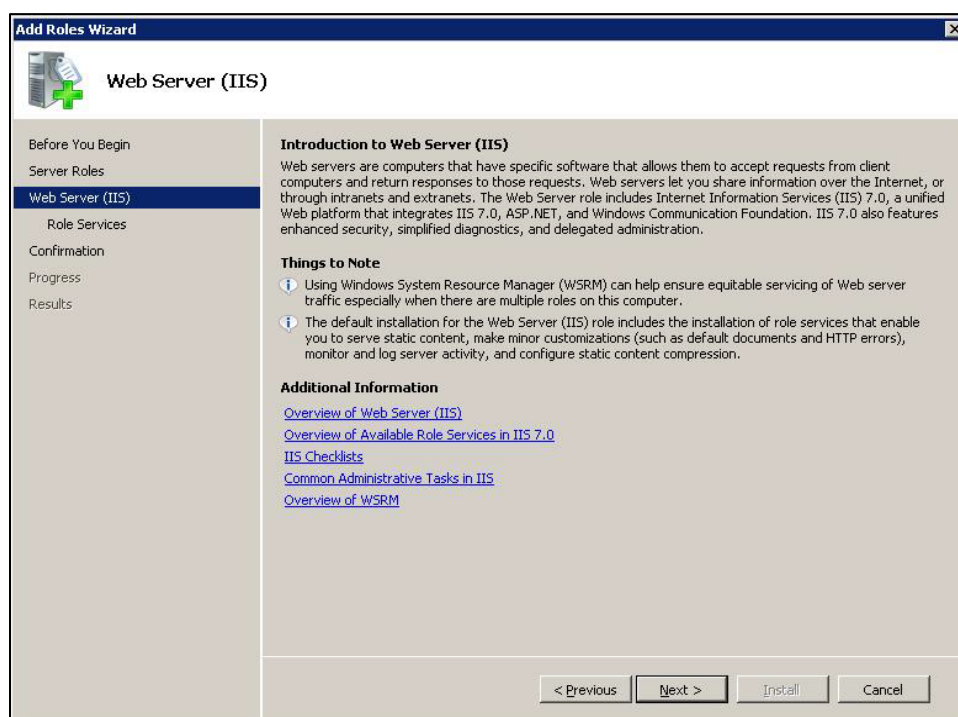 Add Roles Wizard
Web Server (IIS)
Before You Begin
Server Roles
Web Server (IIS)
Role Services
Confirmation
Progress
Results
Introduction to Web Server (IIS)
Web servers are computers that have specific software that allows them to accept requests from client
computers and return responses to those requests. Web servers let you share information over the Internet, or
through intranets and extranets. The Web Server role includes Internet Information Services (IIS) 7.0, a unified
Web platform that integrates IIS 7.0, ASP.NET, and Windows Communication Foundation. IIS 7.0 also features
enhanced security, simplified diagnostics, and delegated administration.
Things to Note
Using Windows System Resource Manager (WSRM) can help ensure equitable servicing of Web server
traffic especially when there are multiple roles on this computer.
The default installation for the Web Server (IIS) role includes the installation of role services that enable
you to serve static content, make minor customizations (such as default documents and HTTP errors),
monitor and log server activity, and configure static content compression.
Additional Information
Overview of Web Server (IIS)
Overview of Available Role Services in IIS 7.0
IIS Checklists
Common Administrative Tasks in IIS
Overview of WSRM
< Previous
Next >
Install
Cancel